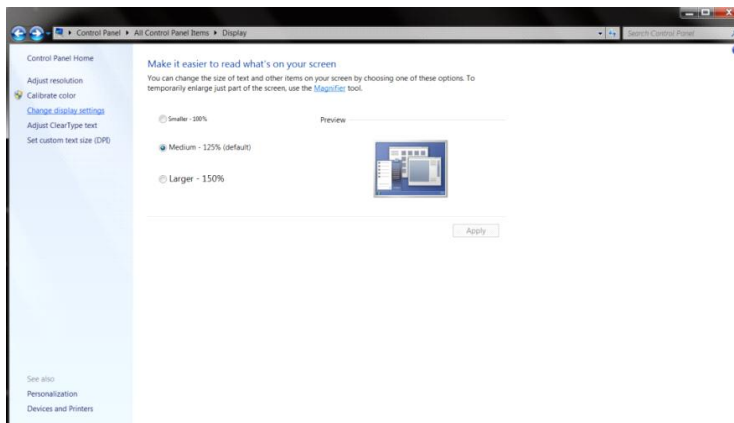 Control Panel ▸ All Control Panel Items ▸ Display
Search Control Panel
Control Panel Home
Adjust resolution
Calibrate color
Change display settings
Adjust ClearType text
Set custom text size (DPI)
Make it easier to read what's on your screen
You can change the size of text and other items on your screen by choosing one of these options. To
temporarily enlarge just part of the screen, use the Magnifier tool.
Smaller - 100%
Preview
Medium - 125% (default)
Larger - 150%
Apply
See also
Personalization
Devices and Printers